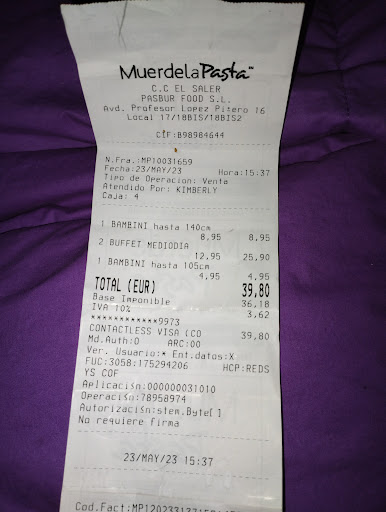 MuerdelaPasta™
C.C EL SALER
PASBUR FOOD S.L.
Avd. Profesor Lopez Pitero 16
Local 17/18BIS/18BIS2
CIF:B98984644
N.Fra.:MP10031659
Fecha:23/MAY/23 Hora:15:37
Tipo de Operacion: Venta
Atendido Por: KIMBERLY
Caja: 4
1 BAMBINI hasta 140cm
8,95 8,95
2 BUFFET MEDIODIA
12,95 25,90
1 BAMBINI hasta 105cm
4,95 4,95
TOTAL (EUR) 39,80
Base Imponible 36,18
IVA 10% 3,62
************9973
CONTACTLESS VISA (CO 39,80
Md.Auth:0 ARC:00
Ver. Usuario:* Ent.datos:X
FUC:3058:175294206 HCP:REDS
YS COF
Aplicación:000000031010
Operación:78958974
Autorización:stem.Byte[]
No requiere firma
23/MAY/23 15:37